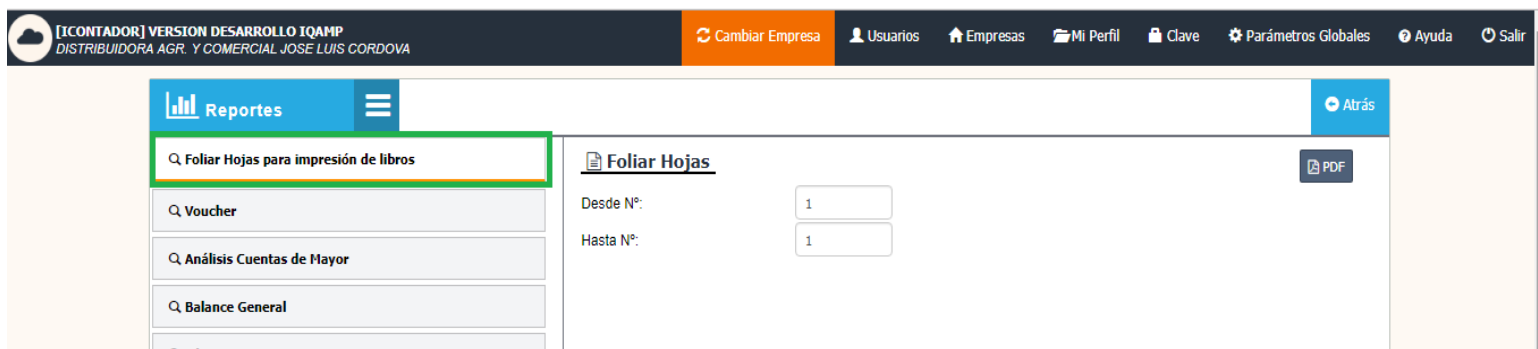 [ICONTADOR] VERSION DESARROLLO IQAMP
DISTRIBUIDORA AGR. Y COMERCIAL JOSE LUIS CORDOVA
Cambiar Empresa Usuarios Empresas Mi Perfil Clave Parámetros Globales Ayuda Salir
Reportes
Atrás
Foliar Hojas para impresión de libros
Voucher
Análisis Cuentas de Mayor
Balance General
Foliar Hojas
PDF
Desde Nº: 1
Hasta Nº: 1